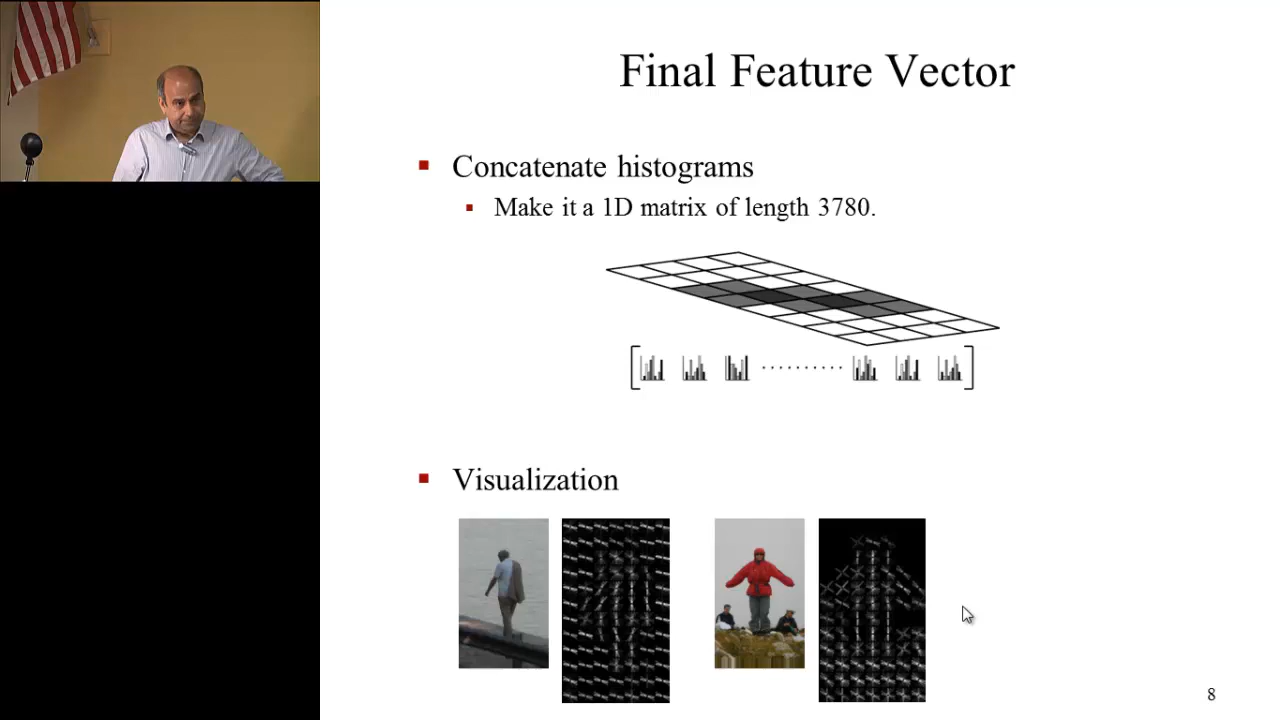 Final Feature Vector
Concatenate histograms
Make it a 1D matrix of length 3780.
Visualization
8